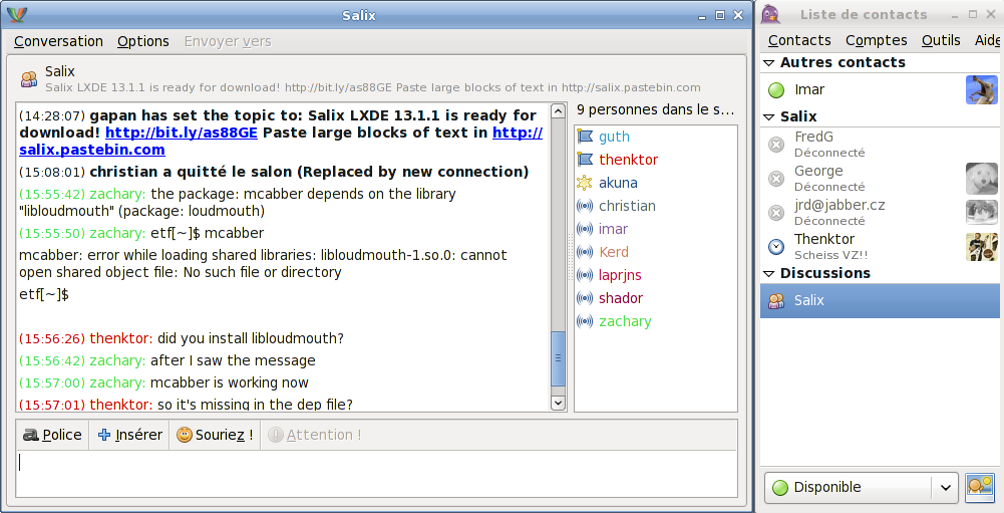 Salix
Conversation Options Envoyer vers
Salix
Salix LXDE 13.1.1 is ready for download! http://bit.ly/as88GE Paste large blocks of text in http://salix.pastebin.com
(14:28:07) gapan has set the topic to: Salix LXDE 13.1.1 is ready for
download! http://bit.ly/as88GE Paste large blocks of text in http://
salix.pastebin.com
(15:08:01) christian a quitté le salon (Replaced by new connection)
(15:55:42) zachary: the package: mcabber depends on the library
"libloudmouth" (package: loudmouth)
(15:55:50) zachary: etf[~]$ mcabber
mcabber: error while loading shared libraries: libloudmouth-1.so.0: cannot
open shared object file: No such file or directory
etf[~]$
(15:56:26) thenktor: did you install libloudmouth?
(15:56:42) zachary: after I saw the message
(15:57:00) zachary: mcabber is working now
(15:57:01) thenktor: so it's missing in the dep file?
9 personnes dans le s...
guth
thenktor
akuna
christian
imar
Kerd
laprjns
shador
zachary
Police Insérer Souriez ! Attention !
Liste de contacts
Contacts Comptes Outils Aide
Autres contacts
Imar
Salix
FredG
Déconnecté
George
Déconnecté
jrd@jabber.cz
Déconnecté
Thenktor
Scheiss VZ!!
Discussions
Salix
Disponible